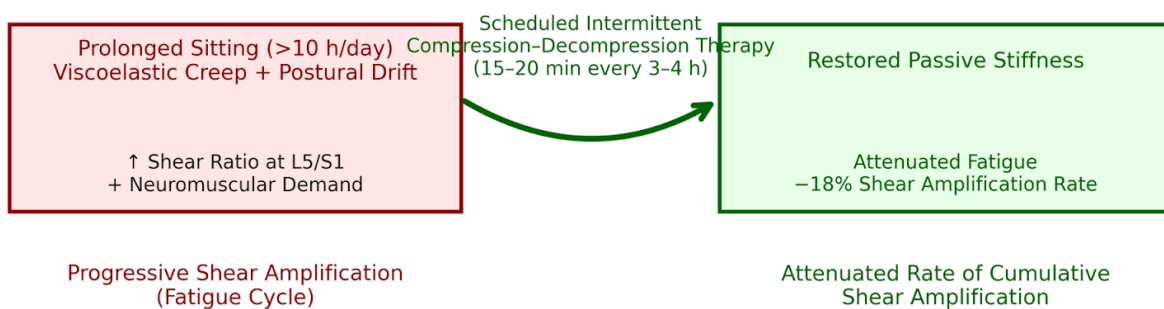 Prolonged Sitting (>10 h/day)
Viscoelastic Creep + Postural Drift
↑ Shear Ratio at L5/S1
+ Neuromuscular Demand
Progressive Shear Amplification
(Fatigue Cycle)
Scheduled Intermittent
Compression–Decompression Therapy
(15–20 min every 3–4 h)
Restored Passive Stiffness
Attenuated Fatigue
−18% Shear Amplification Rate
Attenuated Rate of Cumulative
Shear Amplification